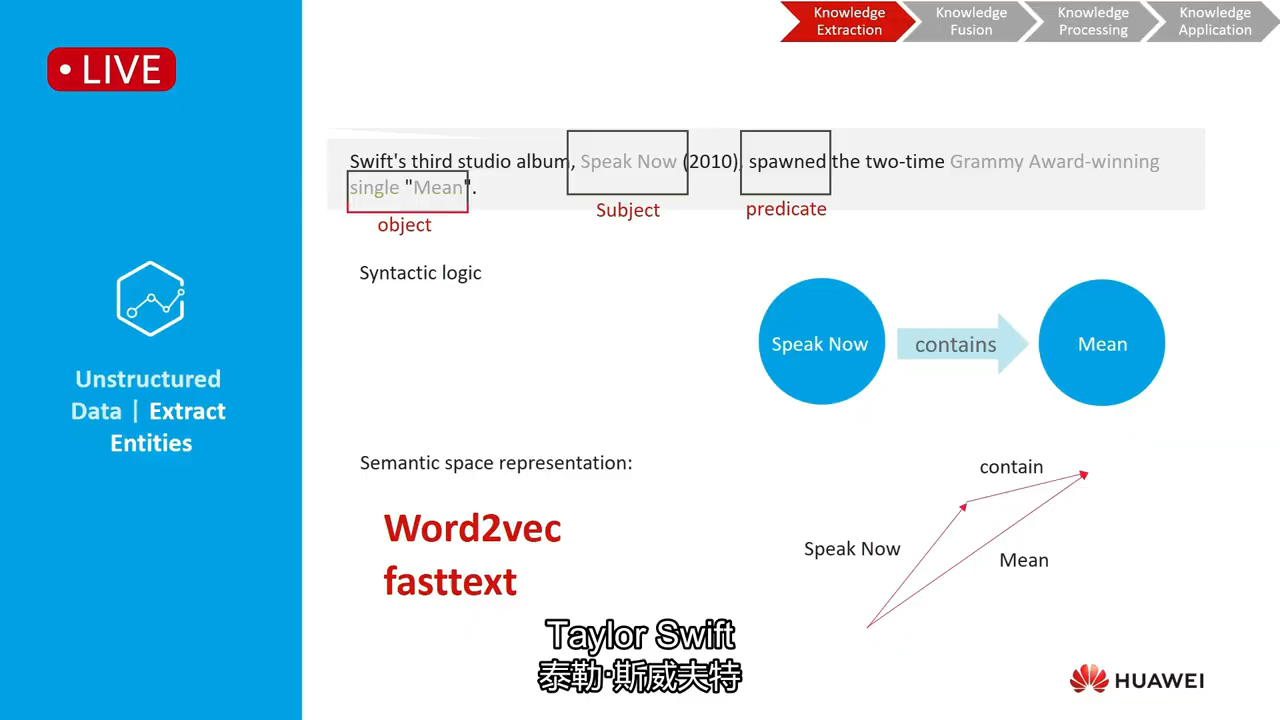 Knowledge Extraction
Knowledge Fusion
Knowledge Processing
Knowledge Application
• LIVE
Unstructured
Data | Extract
Entities
Swift's third studio album, Speak Now (2010), spawned the two-time Grammy Award-winning
single "Mean".
Subject
predicate
object
Syntactic logic
Speak Now
contains
Mean
Semantic space representation:
Word2vec
fasttext
contain
Speak Now
Mean
Taylor Swift
泰勒·斯威夫特
HUAWEI